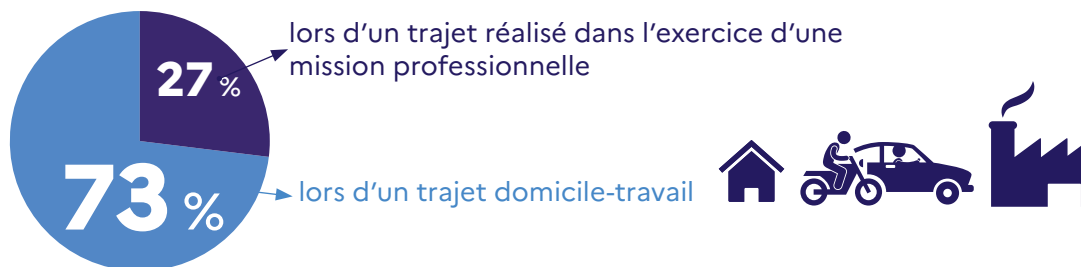 lors d’un trajet réalisé dans l’exercice d’une
mission professionnelle
27 %
73 %
lors d’un trajet domicile-travail